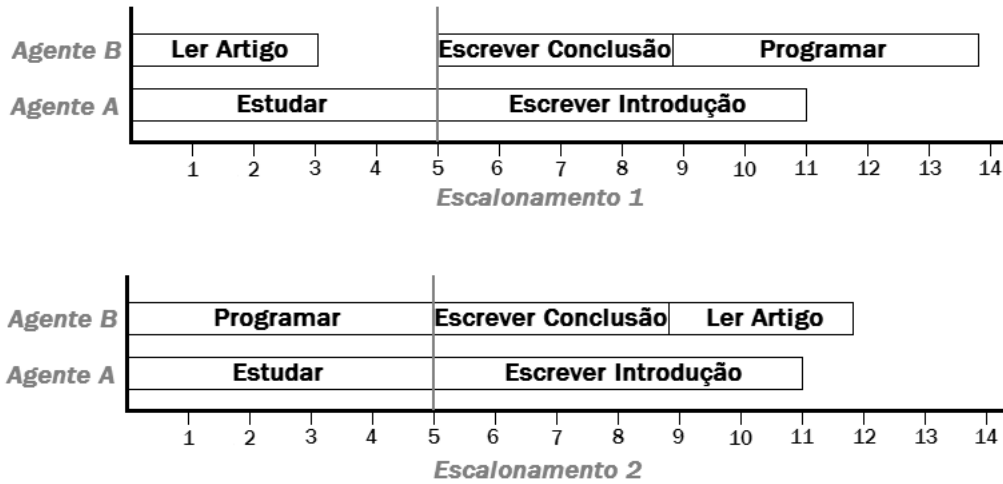 Agente B Ler Artigo Escrever Conclusão Programar
Agente A Estudar Escrever Introdução
1 2 3 4 5 6 7 8 9 10 11 12 13 14
Escalonamento 1
Agente B Programar Escrever Conclusão Ler Artigo
Agente A Estudar Escrever Introdução
1 2 3 4 5 6 7 8 9 10 11 12 13 14
Escalonamento 2